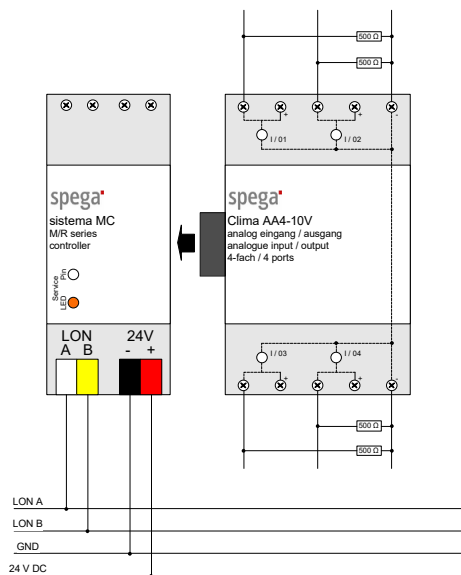 500 Ω
500 Ω
+
+
-
I / 01
I / 02
spega
sistema MC
M/R series
controller
Service
Pin
LED
LON
A B
24V
- +
spega
Clima AA4-10V
analog eingang / ausgang
analogue input / output
4-fach / 4 ports
I / 03
I / 04
+
+
-
500 Ω
500 Ω
LON A
LON B
GND
24 V DC